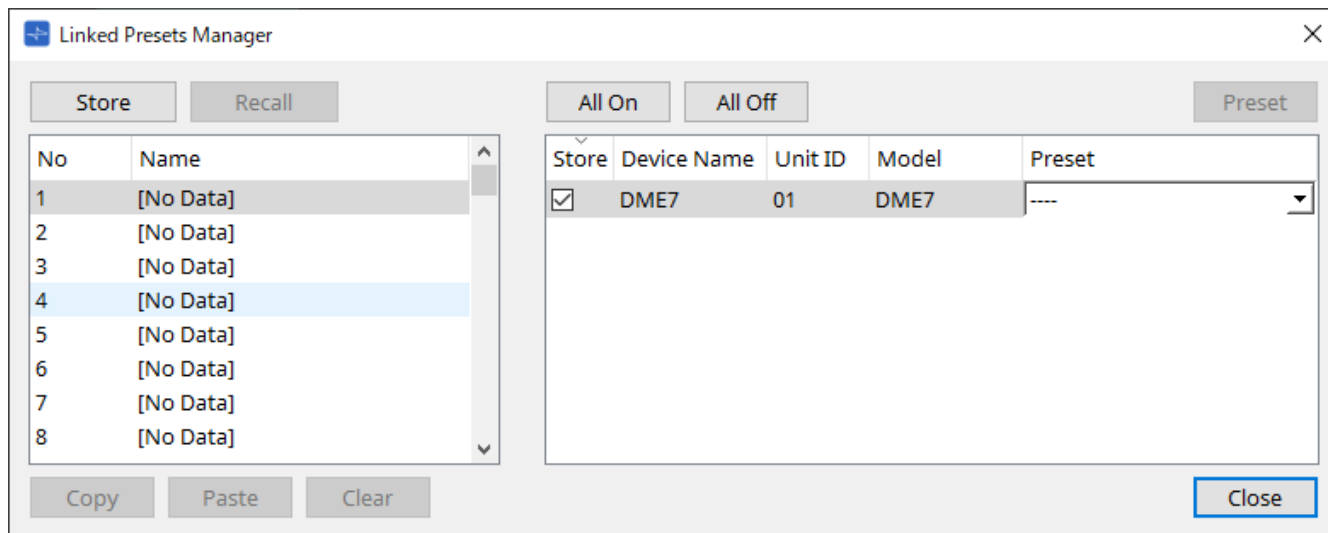 Linked Presets Manager
Store Recall All On All Off Preset
No Name Store Device Name Unit ID Model Preset
1 [No Data] DME7 01 DME7 ----
2 [No Data]
3 [No Data]
4 [No Data]
5 [No Data]
6 [No Data]
7 [No Data]
8 [No Data]
Copy Paste Clear Close